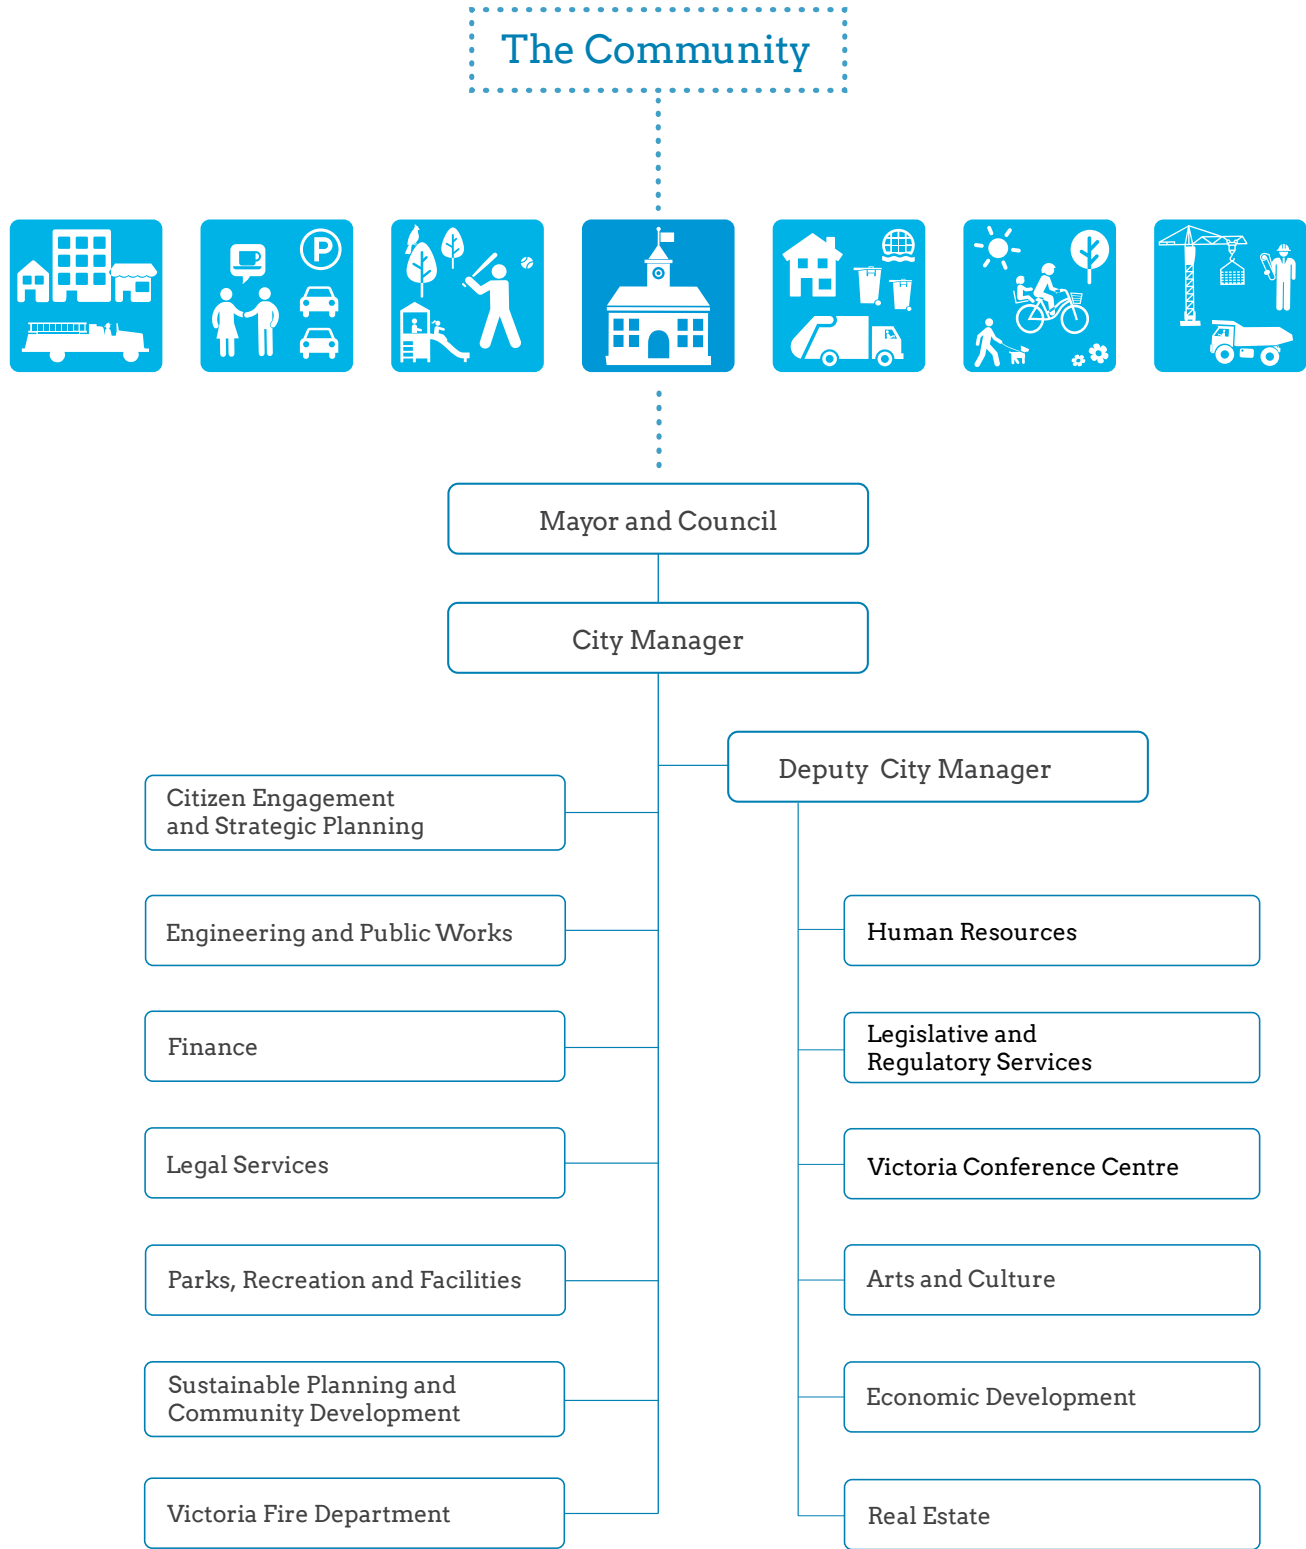 The Community
P
Mayor and Council
City Manager
Deputy City Manager
Citizen Engagement
and Strategic Planning
Engineering and Public Works
Finance
Legal Services
Parks, Recreation and Facilities
Sustainable Planning and
Community Development
Victoria Fire Department
Human Resources
Legislative and
Regulatory Services
Victoria Conference Centre
Arts and Culture
Economic Development
Real Estate